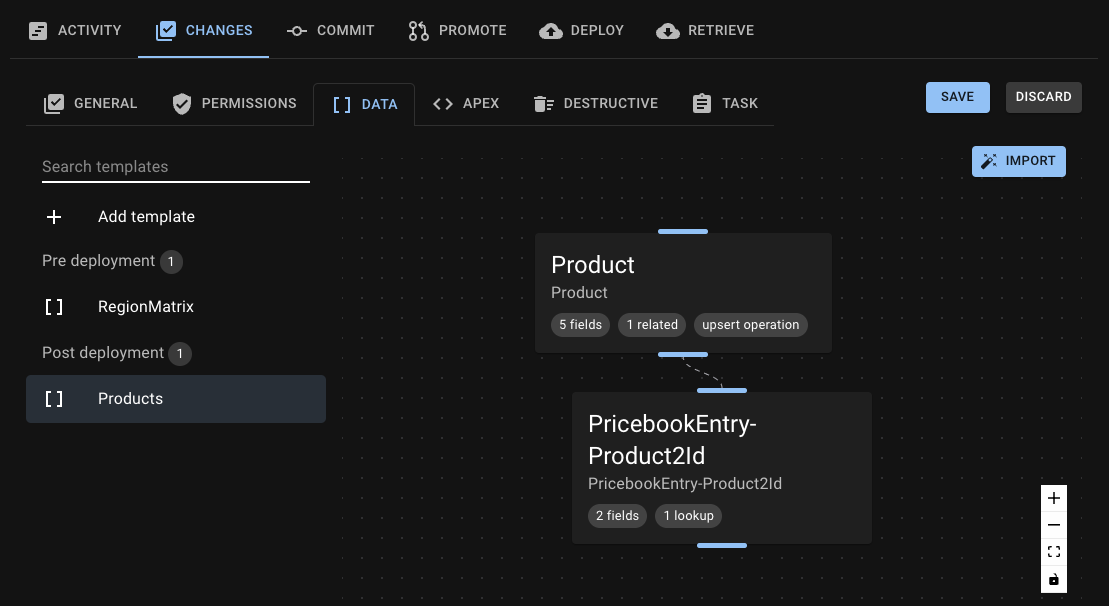 ACTIVITY
CHANGES
COMMIT
PROMOTE
DEPLOY
RETRIEVE
GENERAL
PERMISSIONS
DATA
APEX
DESTRUCTIVE
TASK
SAVE
DISCARD
Search templates
IMPORT
Add template
Pre deployment 1
RegionMatrix
Post deployment 1
Products
Product
Product
5 fields
1 related
upsert operation
PricebookEntry-
Product2Id
PricebookEntry-Product2Id
2 fields
1 lookup